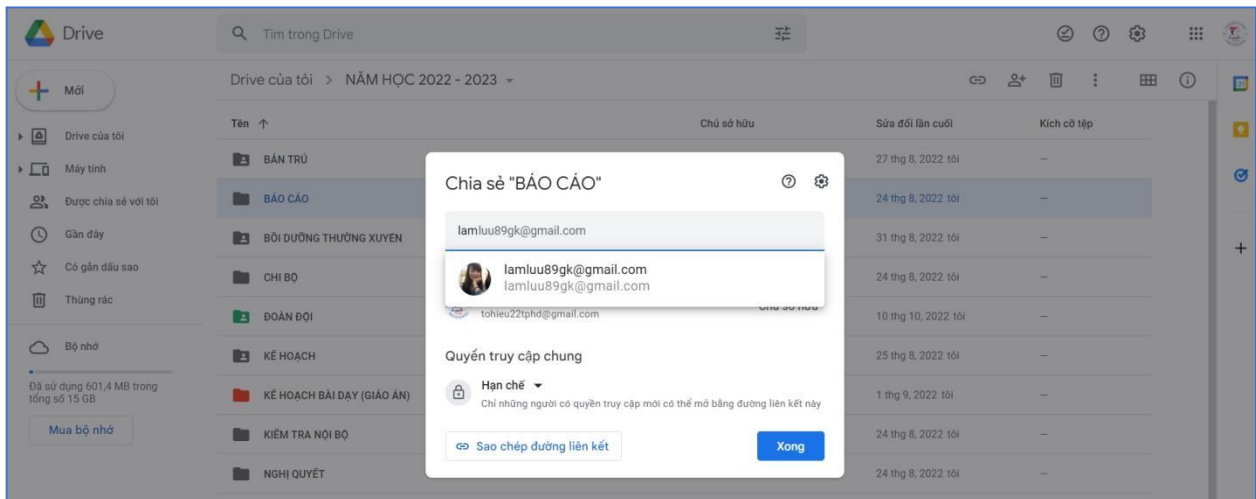 Drive
Tìm trong Drive
Mới
Drive của tôi > NĂM HỌC 2022 - 2023
Tên ↑
Chủ sở hữu
Sửa đổi lần cuối
Kích cỡ tệp
Drive của tôi
Máy tính
Được chia sẻ với tôi
Gần đây
Có gắn dấu sao
Thùng rác
Bộ nhớ
Đã sử dụng 601,4 MB trong
tổng số 15 GB
Mua bộ nhớ
BÁN TRÚ
27 thg 8, 2022 tôi
–
BÁO CÁO
24 thg 8, 2022 tôi
–
BỒI DƯỠNG THƯỜNG XUYÊN
31 thg 8, 2022 tôi
–
CHI BỘ
24 thg 8, 2022 tôi
–
ĐOÀN ĐỘI
10 thg 10, 2022 tôi
–
KẾ HOẠCH
25 thg 8, 2022 tôi
–
KẾ HOẠCH BÀI DẠY (GIÁO ÁN)
1 thg 9, 2022 tôi
–
KIỂM TRA NỘI BỘ
24 thg 8, 2022 tôi
–
NGHỊ QUYẾT
24 thg 8, 2022 tôi
–
Chia sẻ "BÁO CÁO"
lamluu89gk@gmail.com
lamluu89gk@gmail.com
lamluu89gk@gmail.com
tohieu22tphd@gmail.com
Chủ sở hữu
Quyền truy cập chung
Hạn chế
Chỉ những người có quyền truy cập mới có thể mở bằng đường liên kết này
Sao chép đường liên kết
Xong